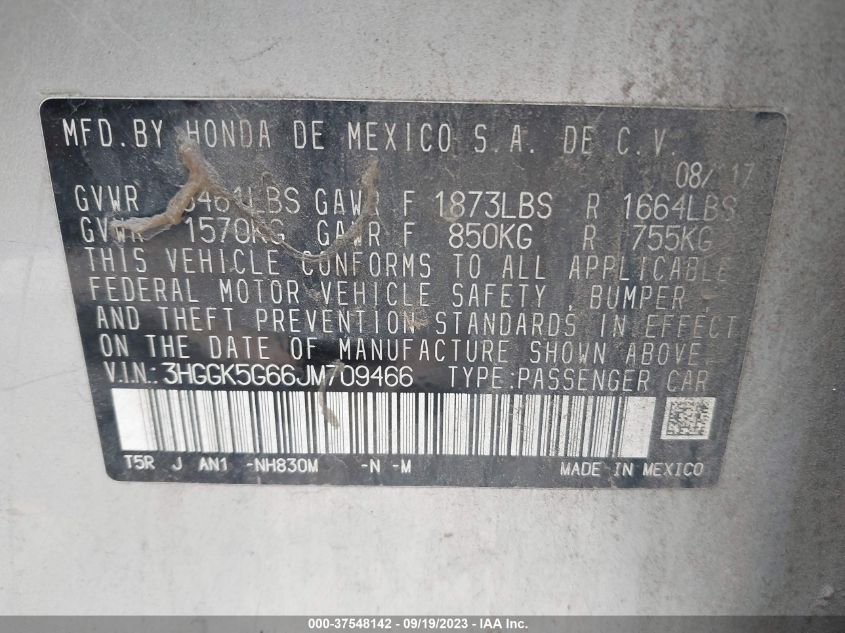 MFD. BY HONDA DE MEXICO S.A. DE C.V.
08/17
GVWR 3461LBS GAWR F 1873LBS R 1664LBS
GVWR 1570KG GAWR F 850KG R 755KG
THIS VEHICLE CONFORMS TO ALL APPLICABLE
FEDERAL MOTOR VEHICLE SAFETY , BUMPER ,
AND THEFT PREVENTION STANDARDS IN EFFECT
ON THE DATE OF MANUFACTURE SHOWN ABOVE.
V.I.N.: 3HGGK5G66JM709466 TYPE:PASSENGER CAR
T5R J AN1 -NH830M -N -M MADE IN MEXICO
000-37548142 - 09/19/2023 - IAA Inc.